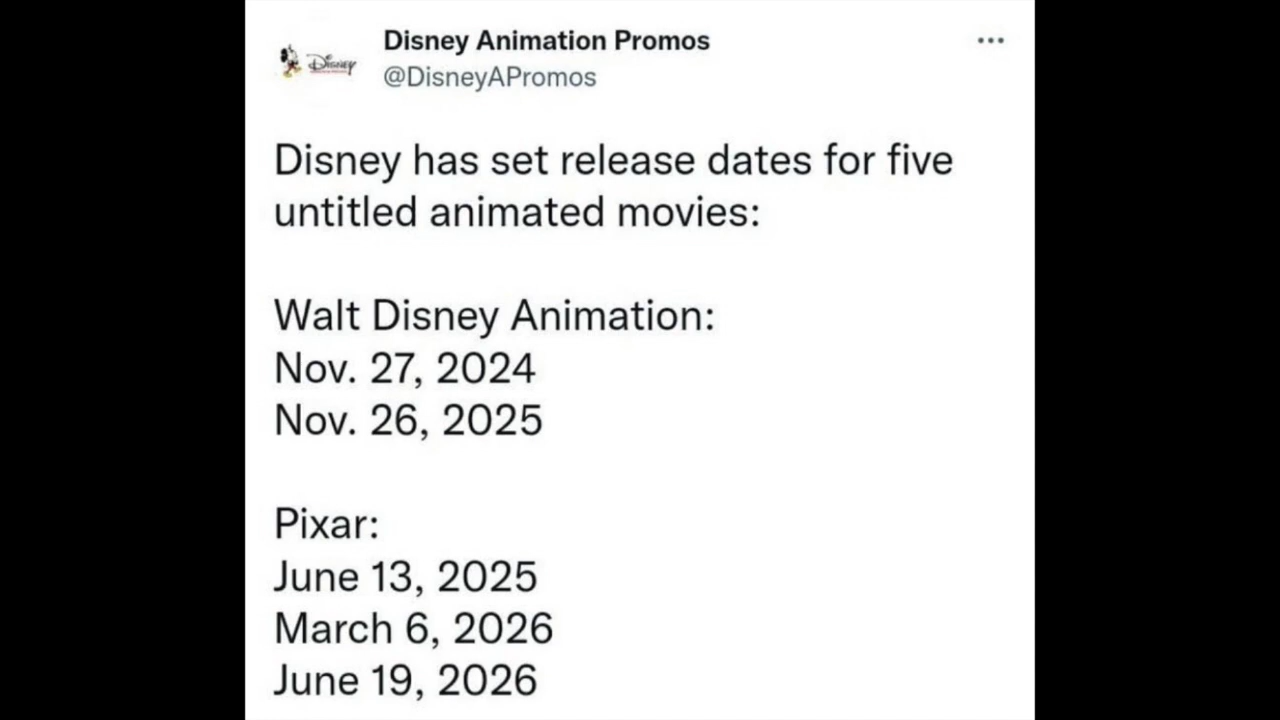 Disney Animation Promos
@DisneyAPromos
Disney
Disney has set release dates for five
untitled animated movies:
Walt Disney Animation:
Nov. 27, 2024
Nov. 26, 2025
Pixar:
June 13, 2025
March 6, 2026
June 19, 2026